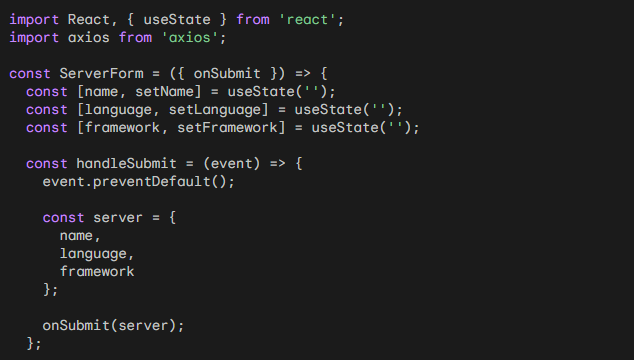 import React, { useState } from 'react';
import axios from 'axios';

const ServerForm = ({ onSubmit }) => {
  const [name, setName] = useState('');
  const [language, setLanguage] = useState('');
  const [framework, setFramework] = useState('');

  const handleSubmit = (event) => {
    event.preventDefault();

    const server = {
      name,
      language,
      framework
    };

    onSubmit(server);
  };